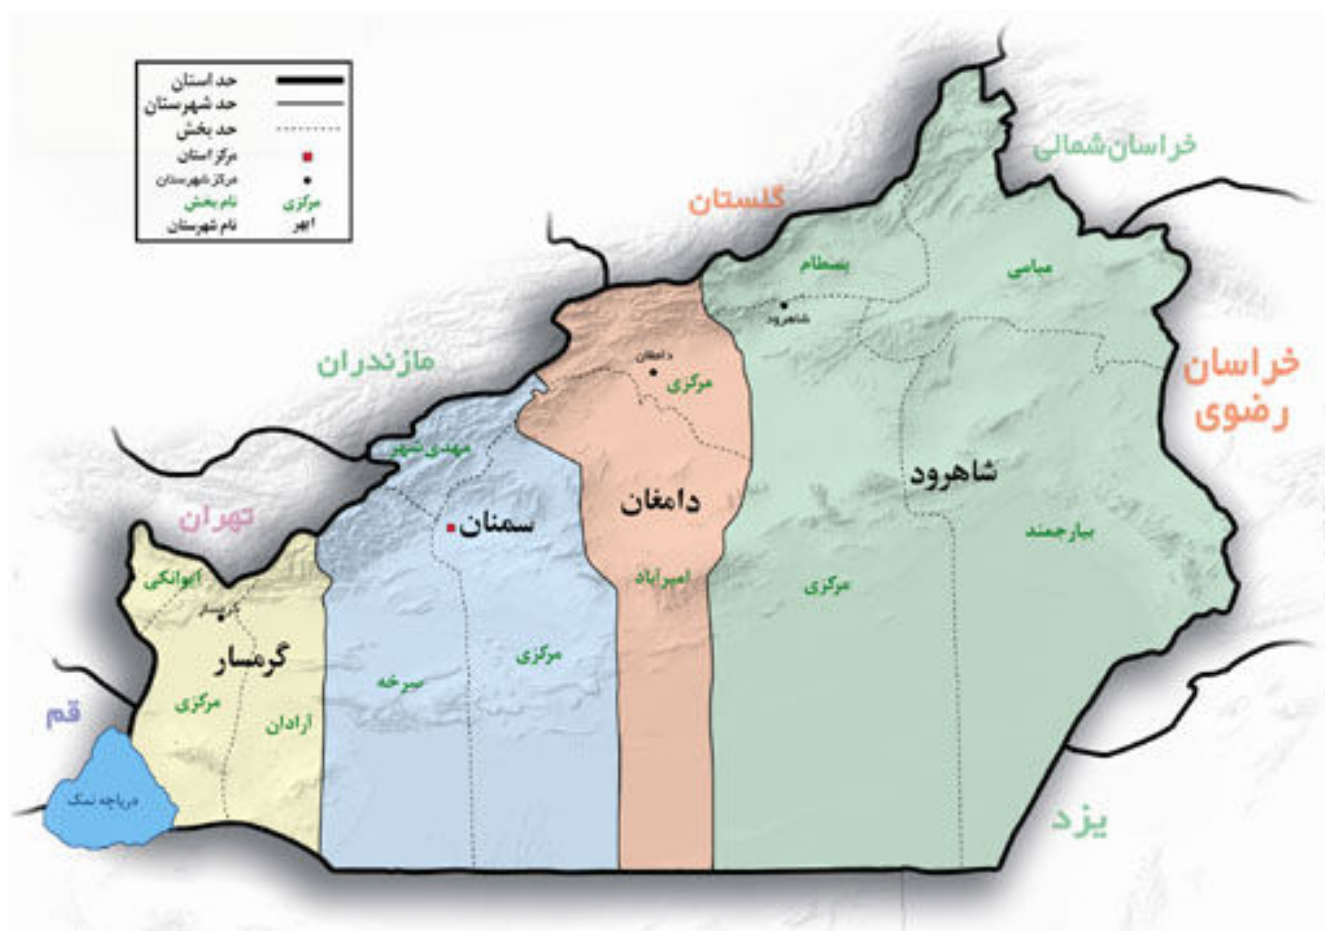 حد استان
حد شهرستان
حد بخش
مرکز استان
مرکز شهرستان
نام بخش مرکزی
نام شهرستان ابهر
خراسان شمالی
گلستان
بسطام
میامی
شاهرود
خراسان
رضوی
مازندران
دامغان
مرکزی
مهدی شهر
شاهرود
دامغان
سمنان
تهران
بیارجمند
ایوانکی
امیرآباد
مرکزی
گرمسار
گرمسار
مرکزی
سرخه
مرکزی
آرادان
قم
دریاچه نمک
یزد